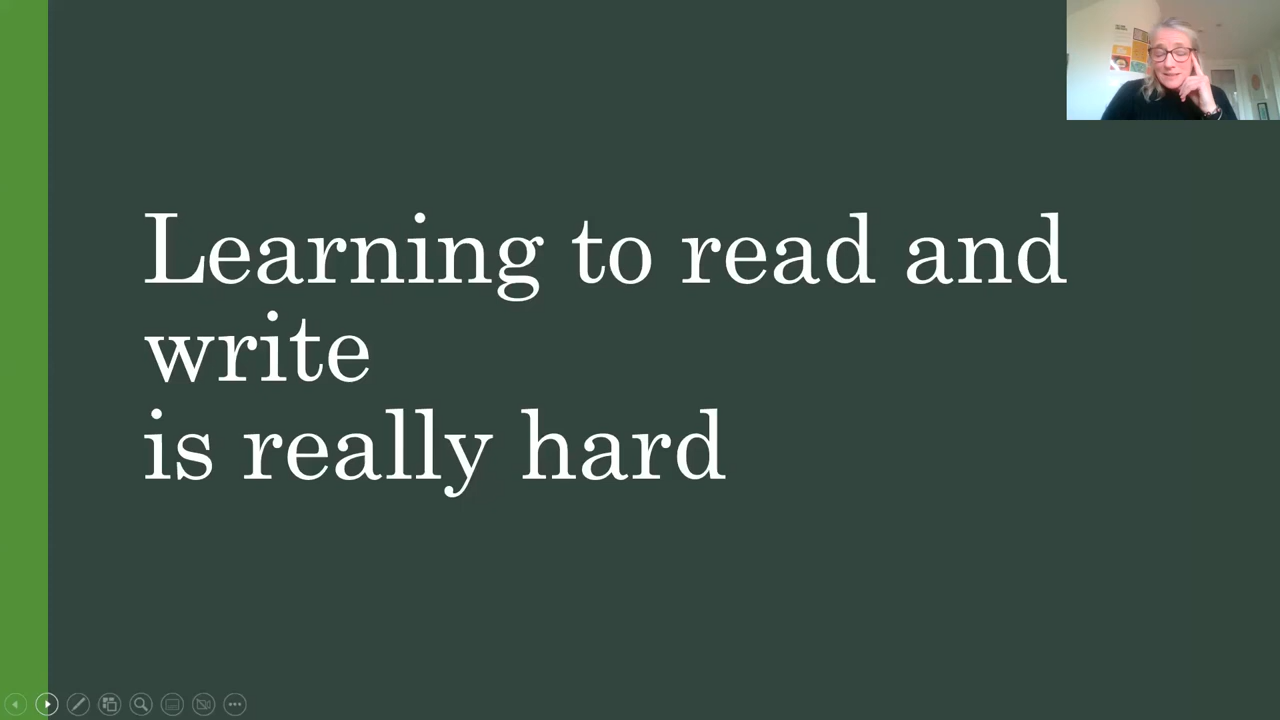 Learning to read and
write
is really hard